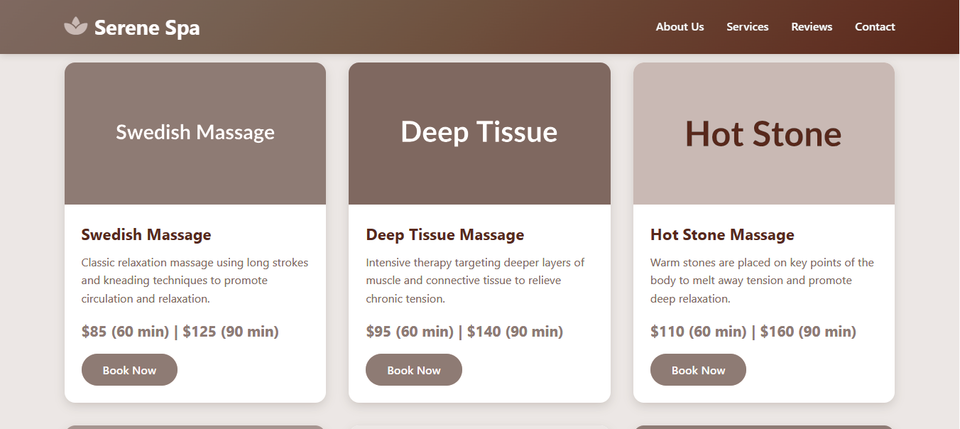 Serene Spa
About Us
Services
Reviews
Contact
Swedish Massage
Deep Tissue
Hot Stone
Swedish Massage
Classic relaxation massage using long strokes
and kneading techniques to promote
circulation and relaxation.
$85 (60 min) | $125 (90 min)
Book Now
Deep Tissue Massage
Intensive therapy targeting deeper layers of
muscle and connective tissue to relieve
chronic tension.
$95 (60 min) | $140 (90 min)
Book Now
Hot Stone Massage
Warm stones are placed on key points of the
body to melt away tension and promote
deep relaxation.
$110 (60 min) | $160 (90 min)
Book Now